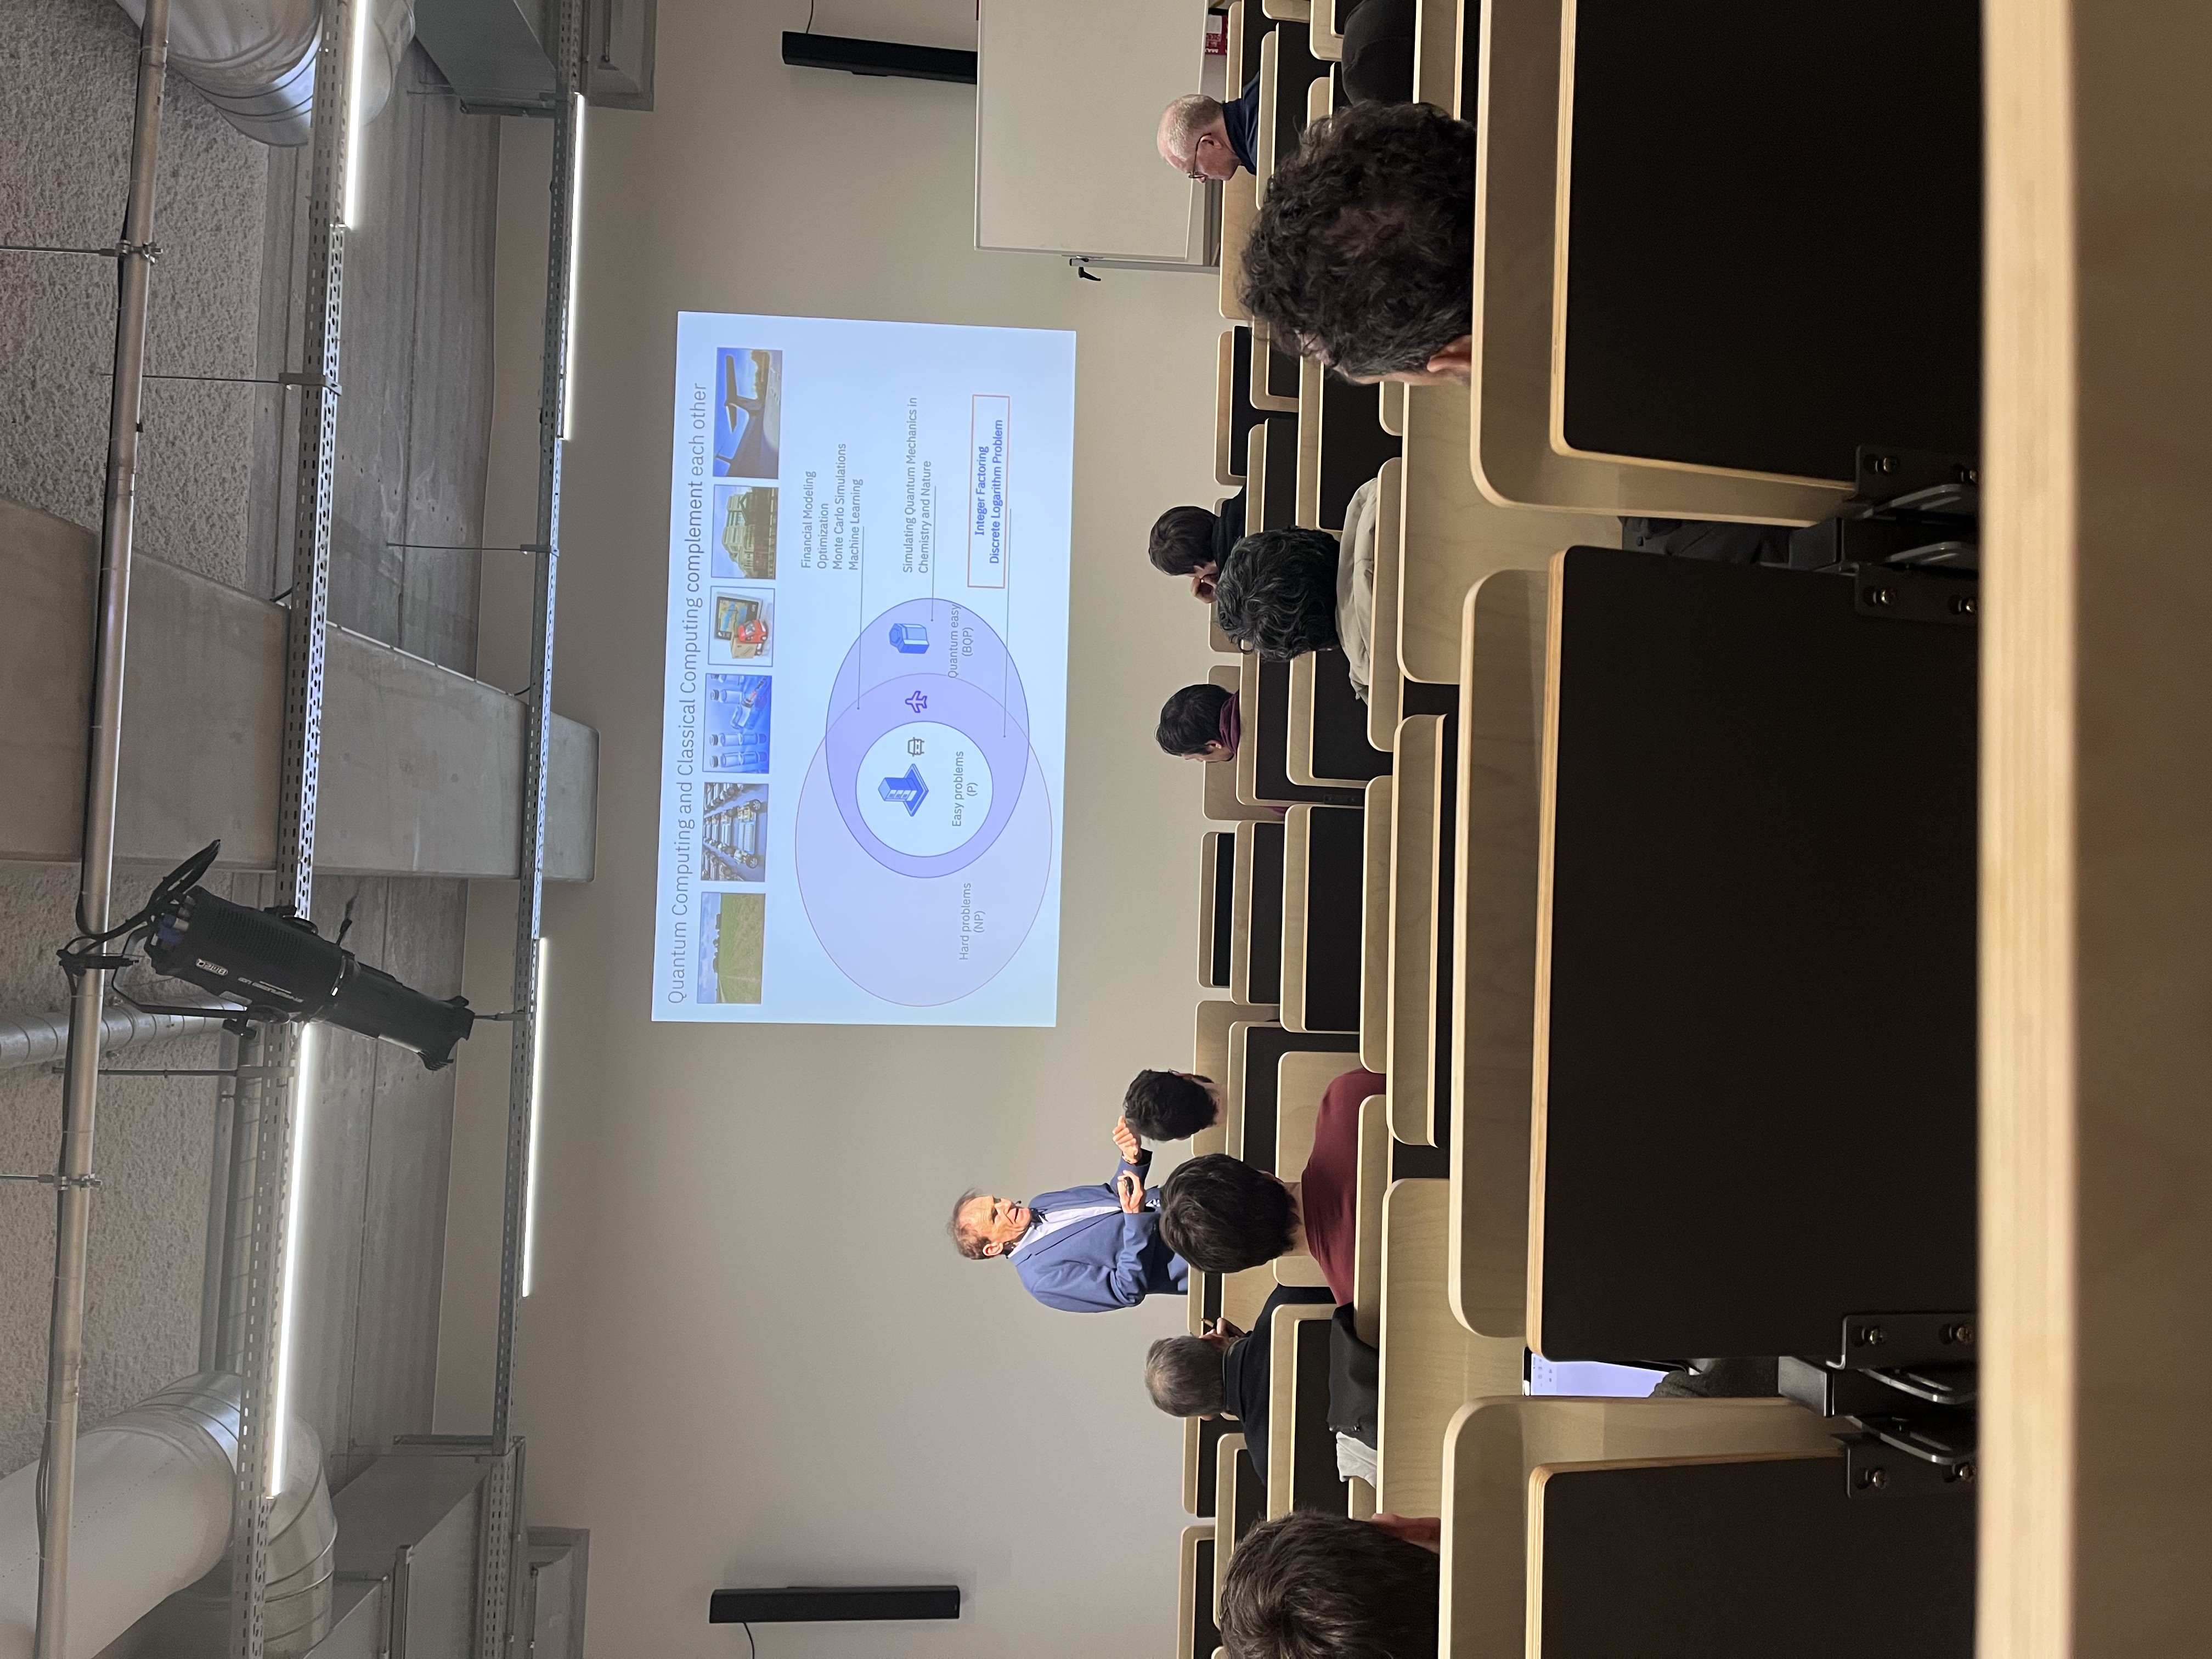 Quantum Computing and Classical Computing complement each other
Financial Modeling
Optimization
Monte Carlo Simulations
Machine Learning
Simulating Quantum Mechanics in
Chemistry and Nature
Easy problems
(P)
Quantum easy
(BQP)
Hard problems
(NP)
Integer Factoring
Discrete Logarithm Problem